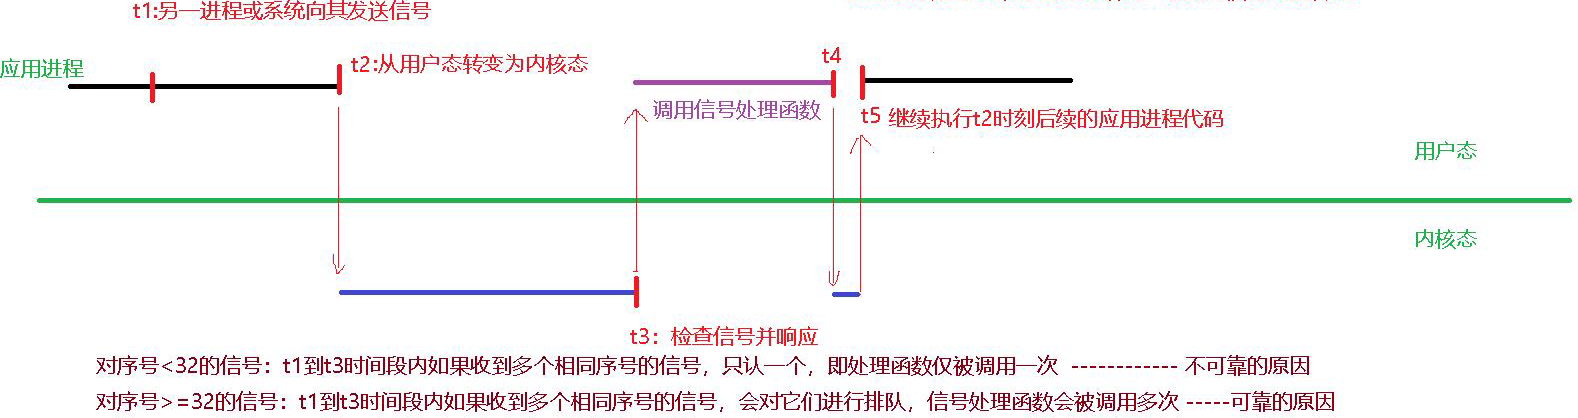 t1:另一进程或系统向其发送信号
应用进程
t2:从用户态转变为内核态
t4
调用信号处理函数
t5 继续执行t2时刻后续的应用进程代码
用户态
内核态
t3：检查信号并响应
对序号<32的信号：t1到t3时间段内如果收到多个相同序号的信号，只认一个，即处理函数仅被调用一次 ------------ 不可靠的原因
对序号>=32的信号：t1到t3时间段内如果收到多个相同序号的信号，会对它们进行排队，信号处理函数会被调用多次 -----可靠的原因